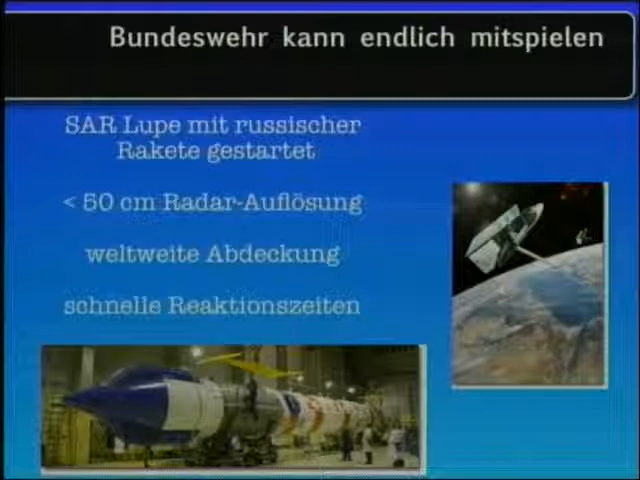 Bundeswehr kann endlich mitspielen
SAR Lupe mit russischer
Rakete gestartet
< 50 cm Radar-Auflösung
weltweite Abdeckung
schnelle Reaktionszeiten